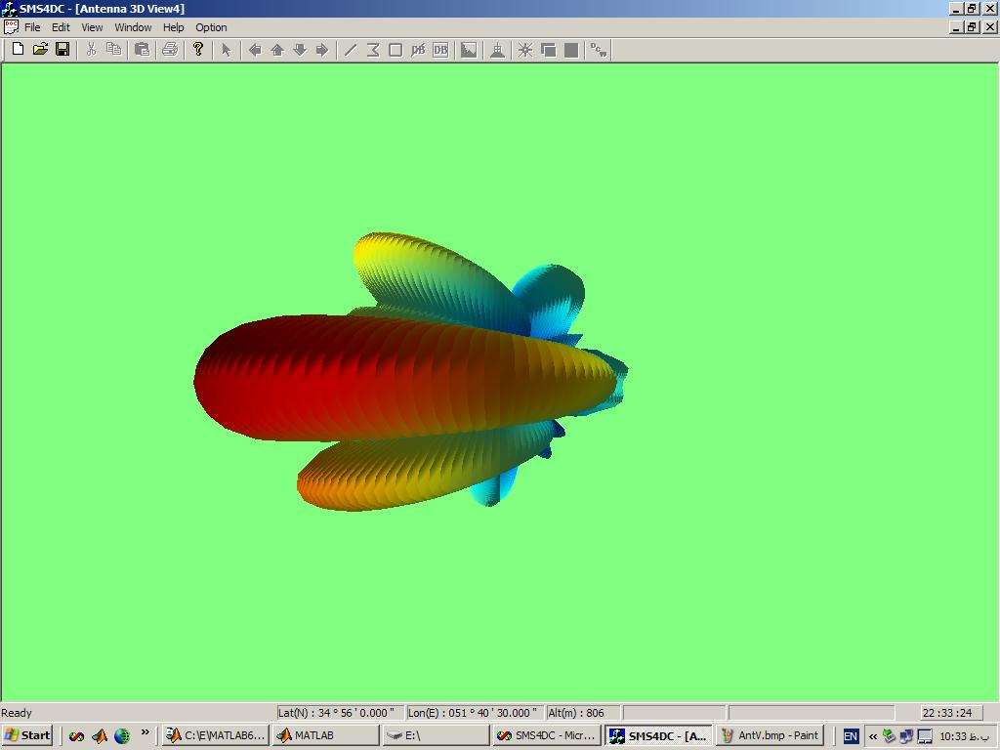 SMS4DC - [Antenna 3D View4]
File Edit View Window Help Option
Ready Lat(N) : 34 ° 56 ' 0.000 " Lon(E) : 051 ° 40 ' 30.000 " Alt(m) : 806 22:33:24
Start » C:\E\MATLAB6... MATLAB E:\ SMS4DC - Micr... SMS4DC - [A... AntV.bmp - Paint EN « 10:33 ب.ظ